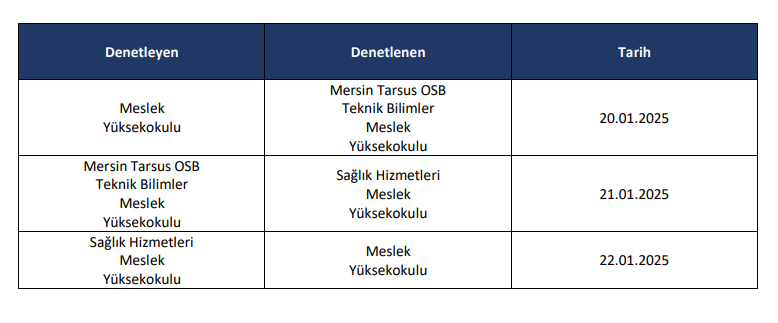 Denetleyen Denetlenen Tarih
Meslek
Yüksekokulu
Mersin Tarsus OSB
Teknik Bilimler
Meslek
Yüksekokulu
20.01.2025
Mersin Tarsus OSB
Teknik Bilimler
Meslek
Yüksekokulu
Sağlık Hizmetleri
Meslek
Yüksekokulu
21.01.2025
Sağlık Hizmetleri
Meslek
Yüksekokulu
Meslek
Yüksekokulu
22.01.2025